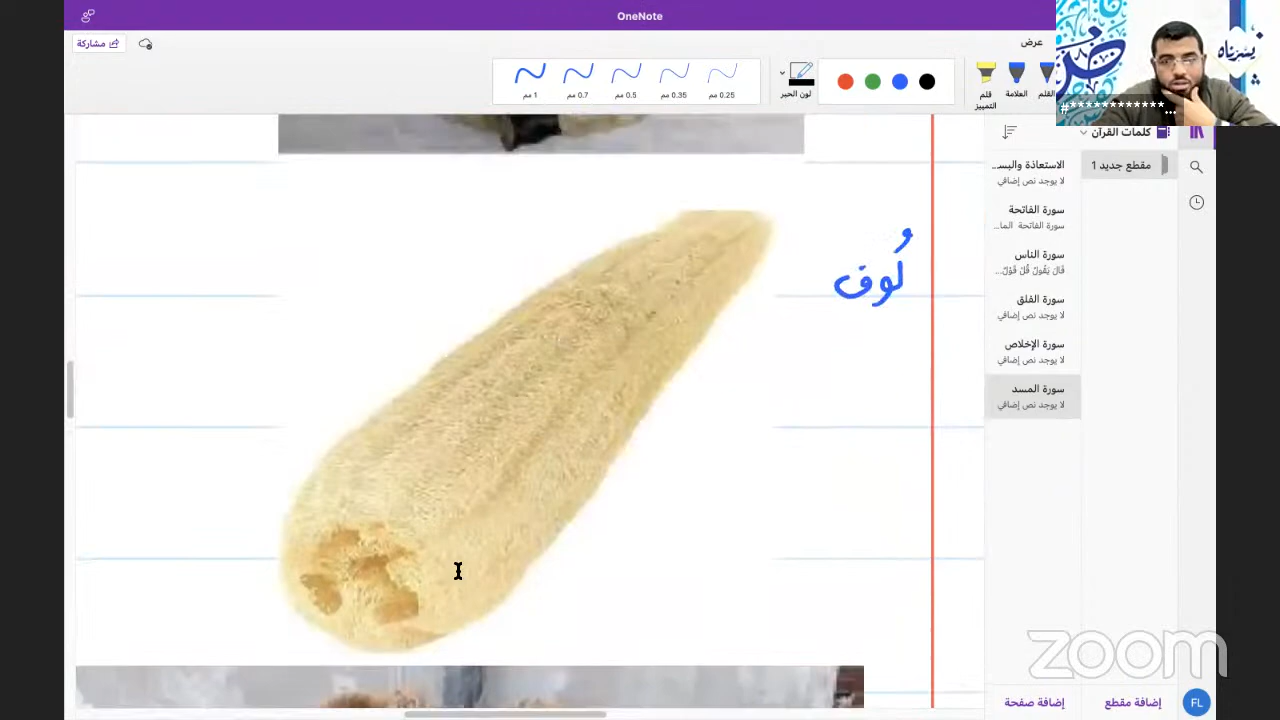 OneNote
مشاركة
عرض
0.25 مم
0.35 مم
0.5 مم
0.7 مم
1 مم
لون الحبر
القلم
العلامة
قلم التمييز
#************...
يسرناه
كلمات القرآن
مقطع جديد 1
الاستعاذة والبس...
لا يوجد نص إضافي
سورة الفاتحة
سورة الفاتحة الما...
سورة الناس
قَالَ يَقُولُ قُلْ قَوْلٌ...
سورة الفلق
لا يوجد نص إضافي
سورة الإخلاص
لا يوجد نص إضافي
سورة المسد
لا يوجد نص إضافي
إضافة صفحة
إضافة مقطع
FL
zoom